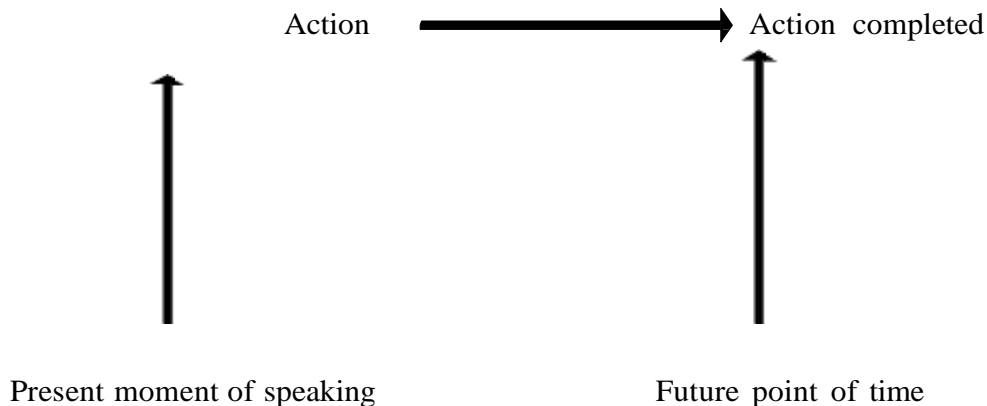 Action Action completed
Present moment of speaking Future point of time